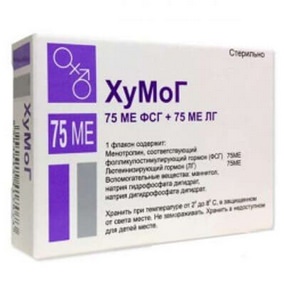 Стерильно
ХуМоГ
75 МЕ
75 МЕ ФСГ + 75 МЕ ЛГ
1 флакон содержит:
Менотропин, соответствующий
фолликулостимулирующий гормон (ФСГ) 75МЕ
Лютеинизирующий гормон (ЛГ) 75МЕ
Вспомогательные вещества: маннитол,
натрия гидрофосфата дигидрат,
натрия дигидрофосфата дигидрат.
Хранить при температуре от 2° до 8° С, в защищенном
от света месте. Не замораживать. Хранить в недоступном
для детей месте.